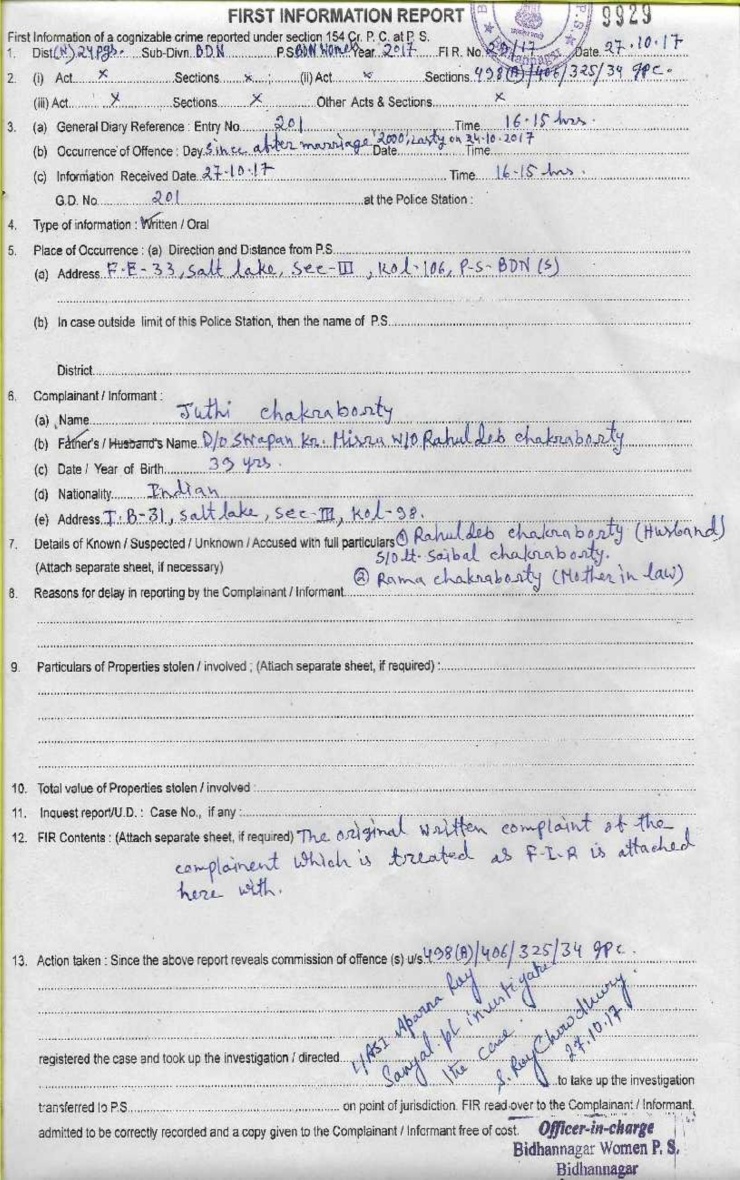 FIRST INFORMATION REPORT
9929
First Information of a cognizable crime reported under section 154 Cr. P. C. at P. S.
1. Dist (N) 24 Pgs. Sub-Divn. BDN P.S. BDN Women Year 2017 FIR. No. /17 Date. 27.10.17
Bidhannagar
2. (i) Act x Sections x (ii) Act x Sections 498(A)/406/325/34 IPC.
(iii) Act x Sections x Other Acts & Sections x
3. (a) General Diary Reference : Entry No. 201 Time 16-15 hrs.
(b) Occurrence of Offence : Day Since after marriage '2000', lastly on 24-10-2017 Date Time
(c) Information Received Date 27-10-17 Time 16-15 hrs.
G.D. No. 201 at the Police Station :
4. Type of information : Written / Oral
5. Place of Occurrence : (a) Direction and Distance from P.S.
(a) Address F-E-33, Salt lake, Sec-III, Kol-106, P-S-BDN (S)
(b) In case outside limit of this Police Station, then the name of P.S.
District
6. Complainant / Informant :
(a) Name Juthi chakraborty
(b) Father's / Husband's Name D/o Swapan Kr. Misra W/O Rahuldeb chakraborty
(c) Date / Year of Birth 39 yrs.
(d) Nationality Indian
(e) Address I.B-31, saltlake, Sec-III, Kol-98.
7. Details of Known / Suspected / Unknown / Accused with full particulars ① Rahuldeb chakraborty (Husband)
S/O Lt. Saibal chakraborty.
(Attach separate sheet, if necessary) ② Rama chakraborty (Mother in law)
8. Reasons for delay in reporting by the Complainant / Informant
9. Particulars of Properties stolen / involved ; (Attach separate sheet, if required) :
10. Total value of Properties stolen / involved :
11. Inquest report/U.D. : Case No., if any :
12. FIR Contents : (Attach separate sheet, if required) The original written complaint of the
complainent which is treated as F-I-R is attached
here with.
13. Action taken : Since the above report reveals commission of offence (s) u/s 498(A)/406/325/34 IPC.
L/ASI Aparna Ray
Sanyal pl investigate
the case.
S. RayChowdhury.
27.10.17
registered the case and took up the investigation / directed
to take up the investigation
transferred to P.S. on point of jurisdiction. FIR read over to the Complainant / Informant,
admitted to be correctly recorded and a copy given to the Complainant / Informant free of cost.
Officer-in-charge
Bidhannagar Women P. S.
Bidhannagar